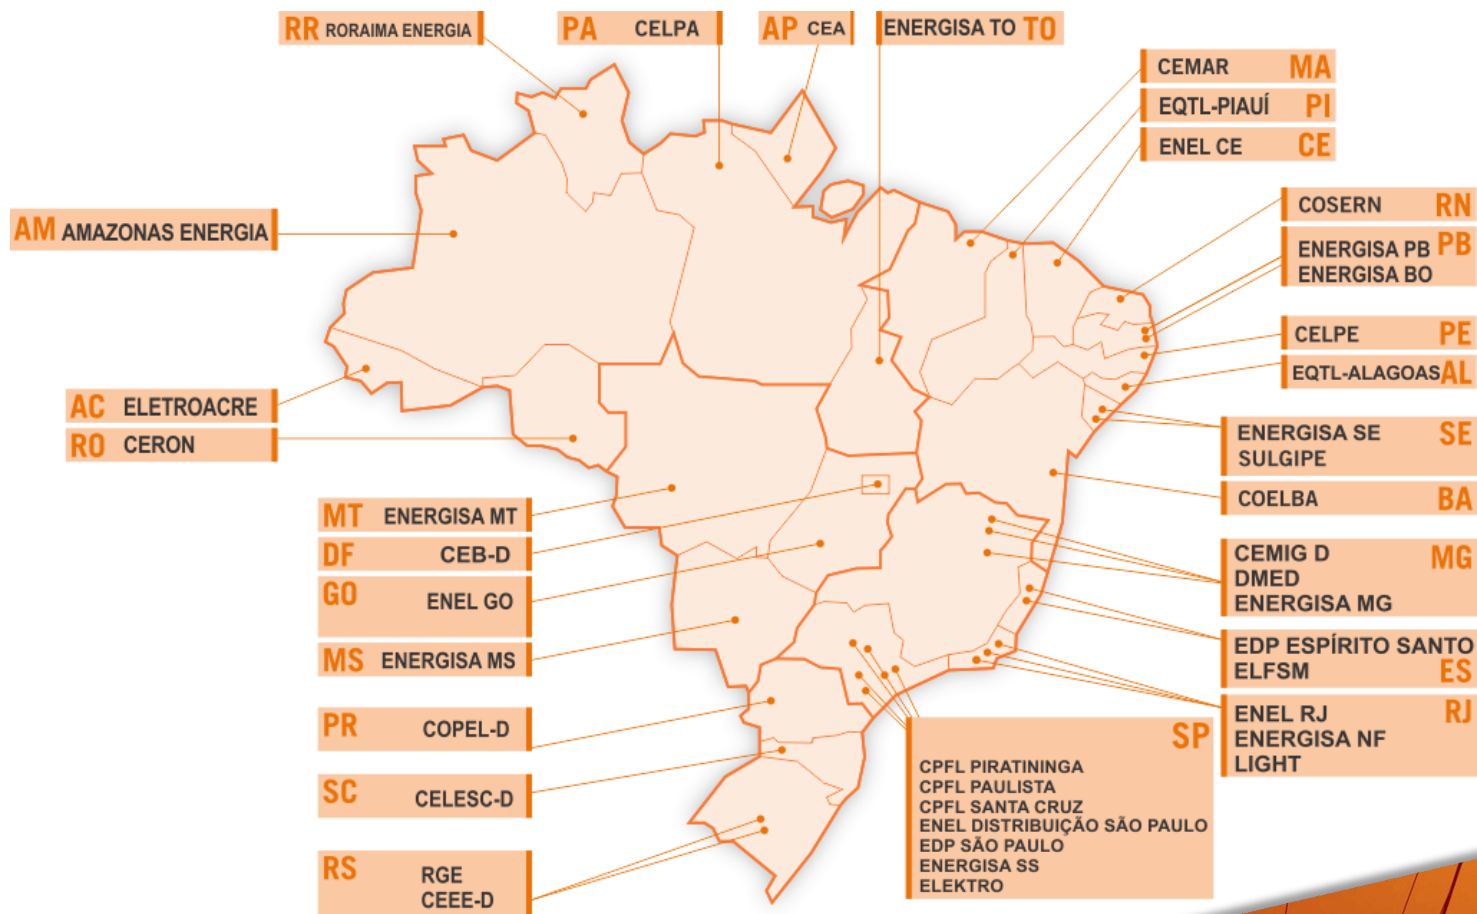 RR RORAIMA ENERGIA
PA CELPA
AP CEA
ENERGISA TO TO
CEMAR MA
EQTL-PIAUÍ PI
ENEL CE CE
COSERN RN
ENERGISA PB PB
ENERGISA BO
CELPE PE
EQTL-ALAGOAS AL
ENERGISA SE SE
SULGIPE
COELBA BA
CEMIG D MG
DMED
ENERGISA MG
EDP ESPÍRITO SANTO
ELFSM ES
ENEL RJ RJ
ENERGISA NF
LIGHT
SP
CPFL PIRATININGA
CPFL PAULISTA
CPFL SANTA CRUZ
ENEL DISTRIBUIÇÃO SÃO PAULO
EDP SÃO PAULO
ENERGISA SS
ELEKTRO
AM AMAZONAS ENERGIA
AC ELETROACRE
RO CERON
MT ENERGISA MT
DF CEB-D
GO ENEL GO
MS ENERGISA MS
PR COPEL-D
SC CELESC-D
RS RGE
CEEE-D